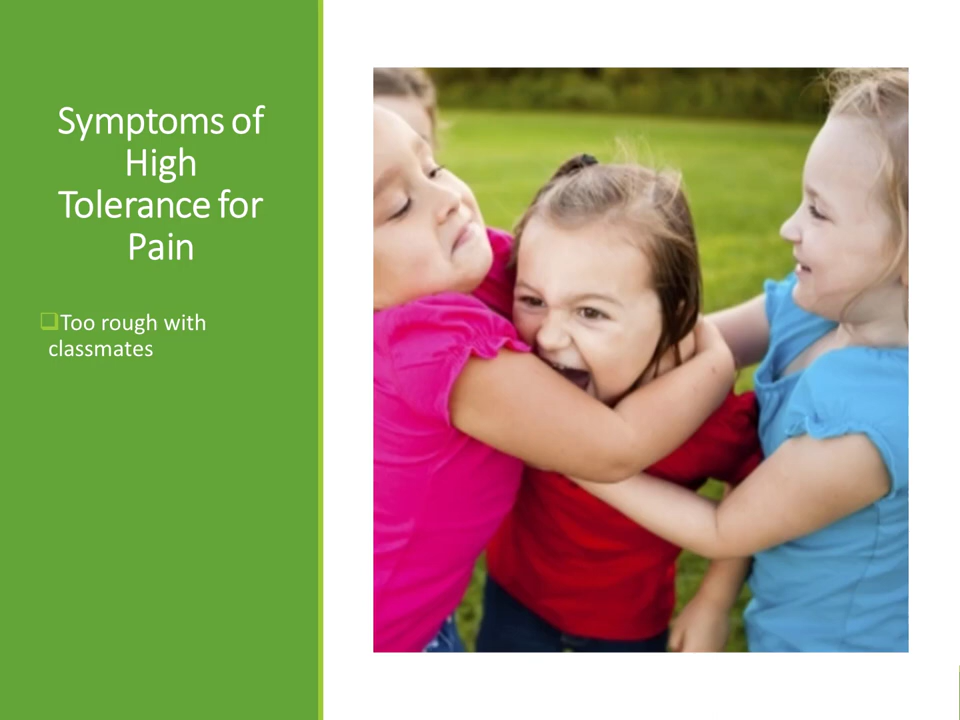 Symptoms of
High
Tolerance for
Pain
❑Too rough with
classmates